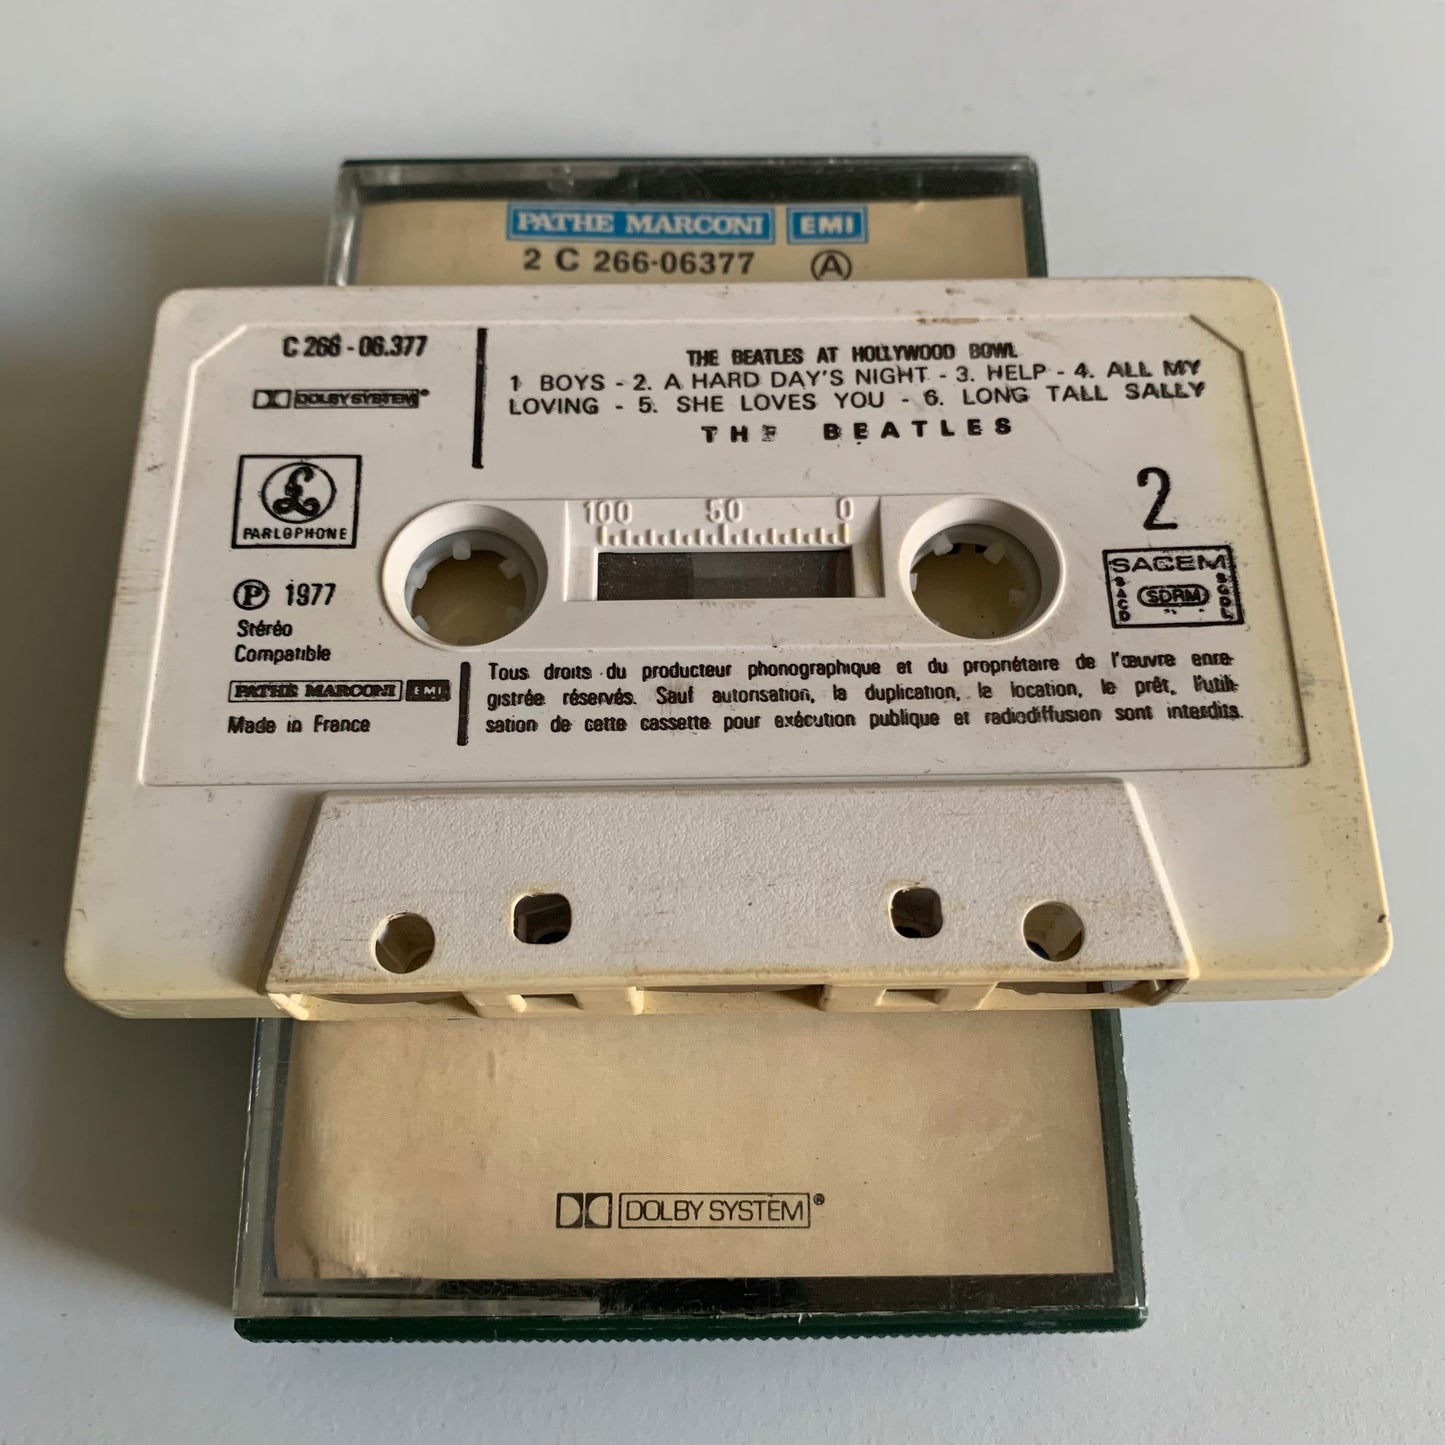 PATHE MARCONI EMI
2 C 266-06377 A
C 266 - 06.377
DOLBY SYSTEM®
THE BEATLES AT HOLLYWOOD BOWL
1 BOYS - 2. A HARD DAY'S NIGHT - 3. HELP - 4. ALL MY
LOVING - 5. SHE LOVES YOU - 6. LONG TALL SALLY
THE BEATLES
£
PARLOPHONE
100 50 0
2
SACEM
SACD SDRM SGDL
℗ 1977
Stéréo
Compatible
PATHE MARCONI EMI
Made in France
Tous droits du producteur phonographique et du propriétaire de l'œuvre enre-
gistrée réservés. Sauf autorisation, la duplication, la location, le prêt, l'utili-
sation de cette cassette pour exécution publique et radiodiffusion sont interdits.
DOLBY SYSTEM®